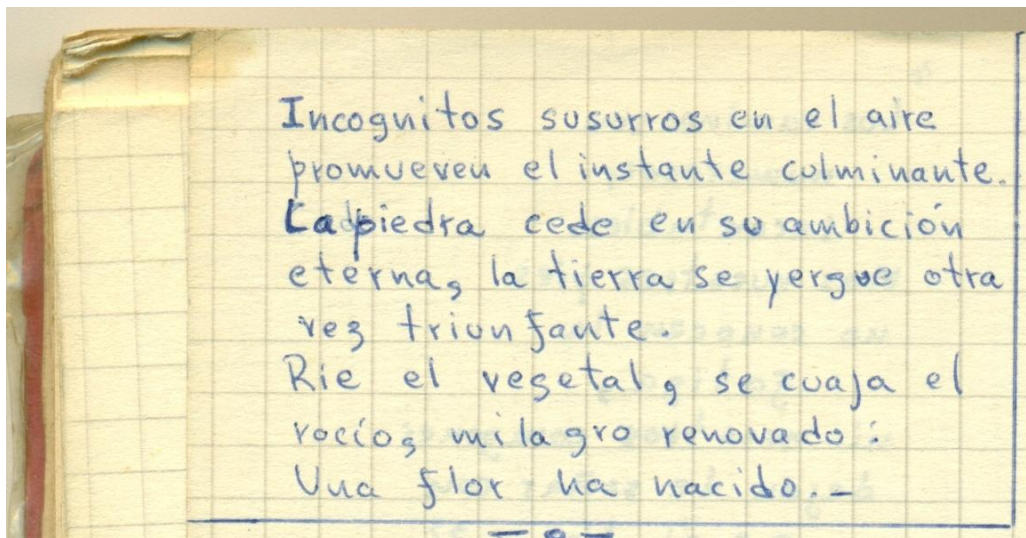 Incognitos susurros en el aire
promueven el instante culminante.
La piedra cede en su ambición
eterna, la tierra se yergue otra
vez triunfante.
Rie el vegetal, se cuaja el
rocío, milagro renovado:
Una flor ha nacido.-